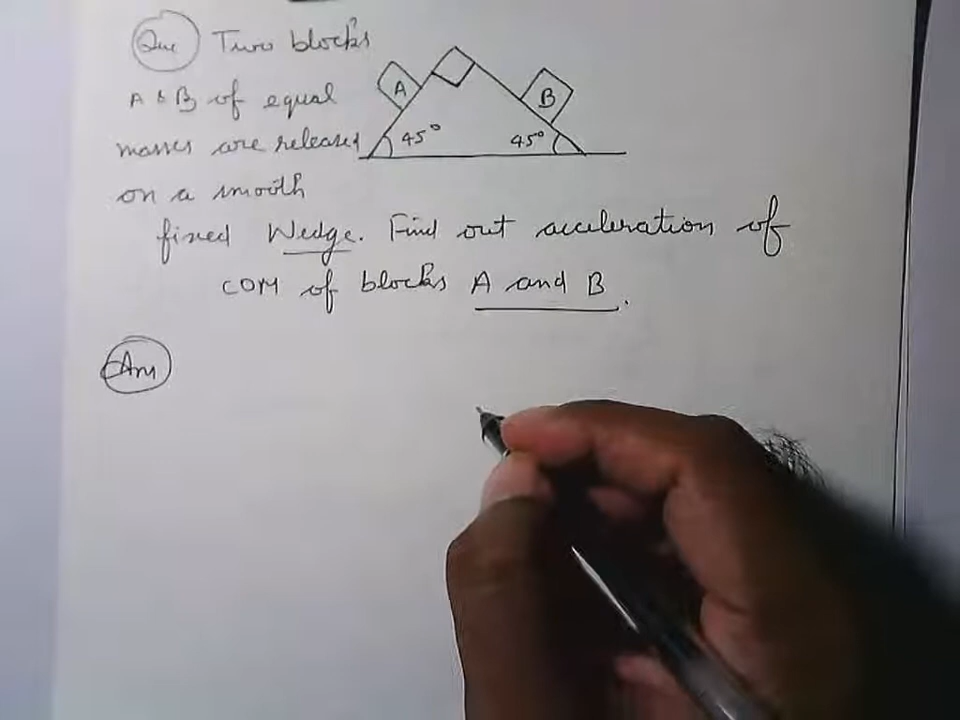 Que Two blocks
A & B of equal
masses are released
on a smooth
fixed Wedge. Find out acceleration of
COM of blocks A and B.
A
B
45°
45°
Ans